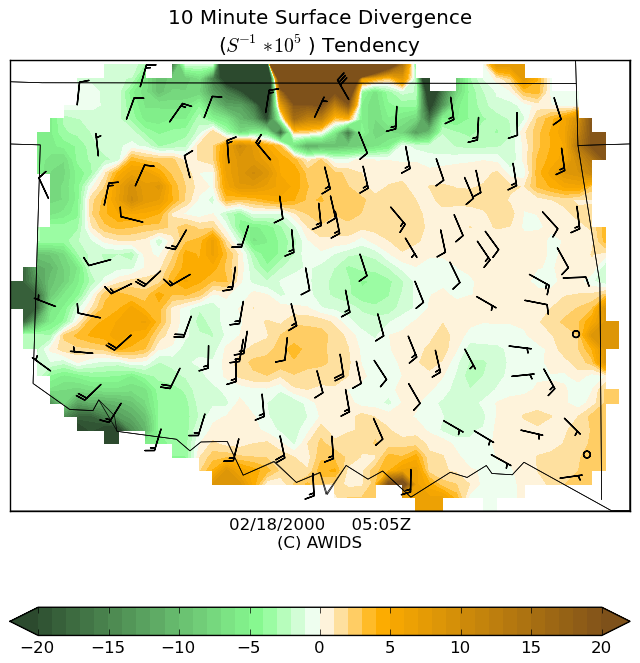 10 Minute Surface Divergence
(S⁻¹ * 10⁵ ) Tendency
02/18/2000 05:05Z
(C) AWIDS
−20 −15 −10 −5 0 5 10 15 20